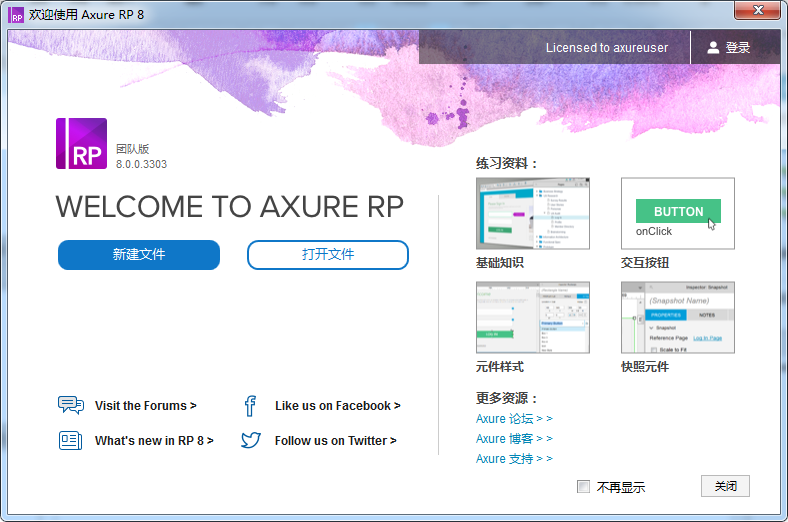 欢迎使用 Axure RP 8
Licensed to axureuser
登录
RP
团队版
8.0.0.3303
WELCOME TO AXURE RP
新建文件
打开文件
Visit the Forums >
Like us on Facebook >
What's new in RP 8 >
Follow us on Twitter >
练习资料：
BUTTON
onClick
基础知识
交互按钮
Inspector: Snapshot
(Snapshot Name)
PROPERTIES
NOTES
Snapshot
Reference Page
Log In Page
Scale to Fit
元件样式
快照元件
更多资源：
Axure 论坛 > >
Axure 博客 > >
Axure 支持 > >
不再显示
关闭